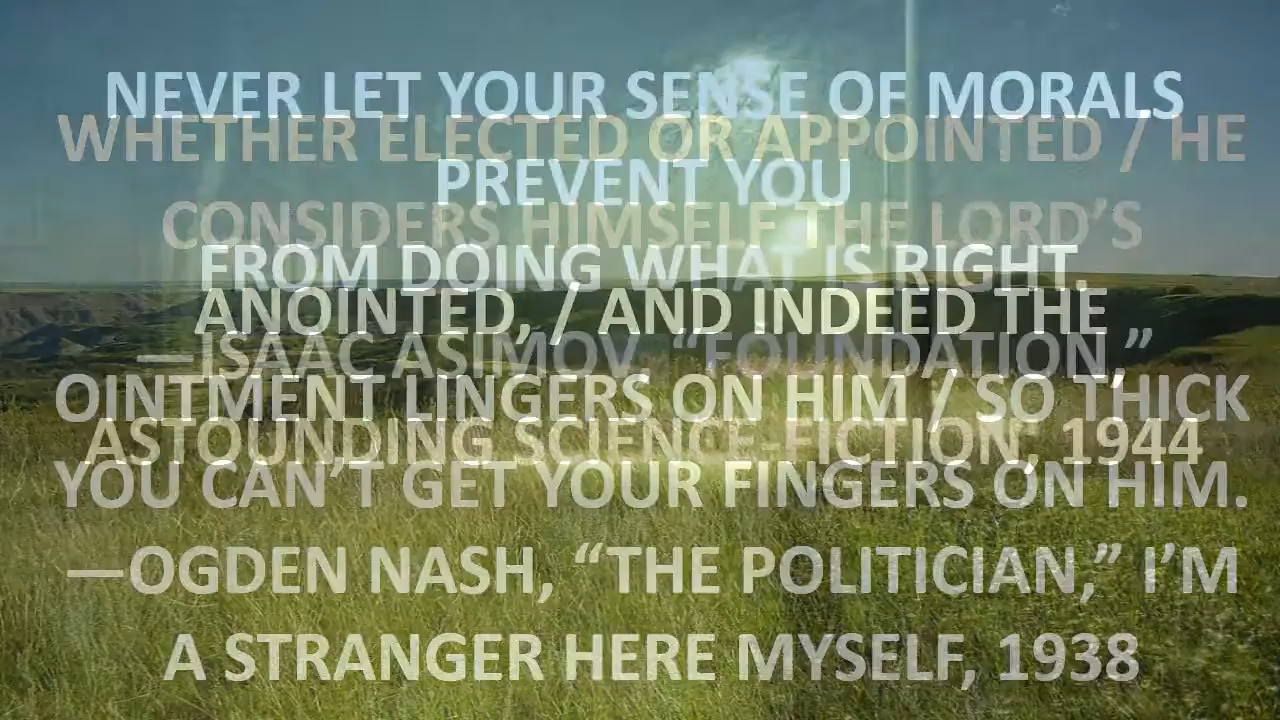 NEVER LET YOUR SENSE OF MORALS
PREVENT YOU
FROM DOING WHAT IS RIGHT.
—ISAAC ASIMOV, “FOUNDATION,”
ASTOUNDING SCIENCE-FICTION, 1944
WHETHER ELECTED OR APPOINTED / HE
CONSIDERS HIMSELF THE LORD’S
ANOINTED, / AND INDEED THE
OINTMENT LINGERS ON HIM / SO THICK
YOU CAN’T GET YOUR FINGERS ON HIM.
—OGDEN NASH, “THE POLITICIAN,” I’M
A STRANGER HERE MYSELF, 1938